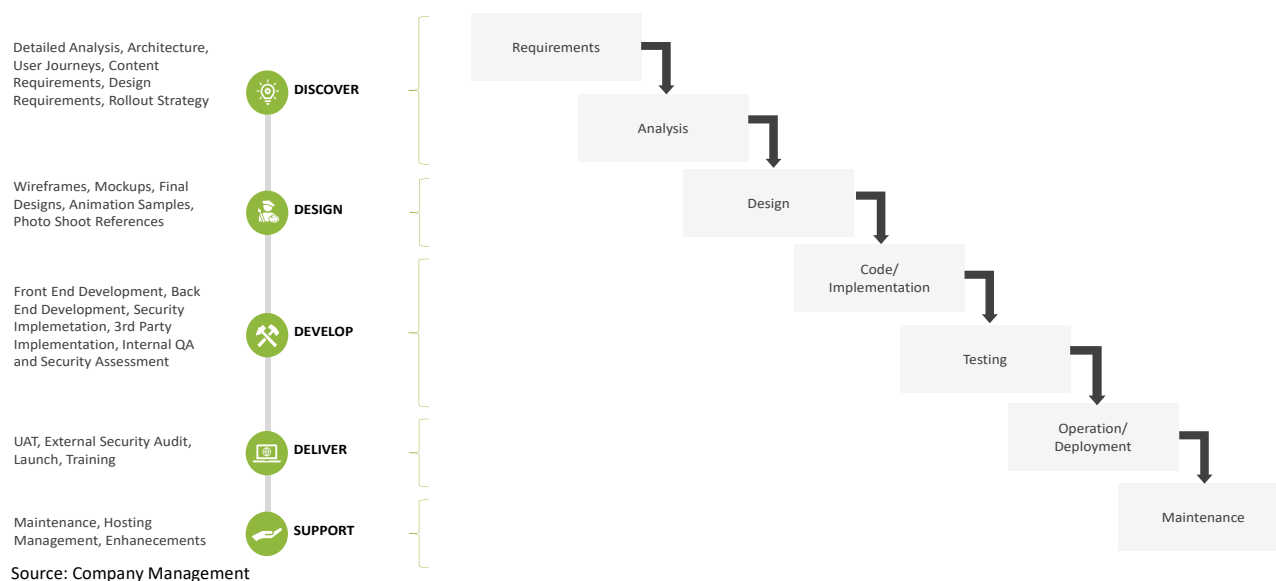 Detailed Analysis, Architecture,
User Journeys, Content
Requirements, Design
Requirements, Rollout Strategy
DISCOVER
Requirements
Analysis
Wireframes, Mockups, Final
Designs, Animation Samples,
Photo Shoot References
DESIGN
Design
Front End Development, Back
End Development, Security
Implemetation, 3rd Party
Implementation, Internal QA
and Security Assessment
DEVELOP
Code/
Implementation
Testing
UAT, External Security Audit,
Launch, Training
DELIVER
Operation/
Deployment
Maintenance, Hosting
Management, Enhanecements
SUPPORT
Maintenance
Source: Company Management